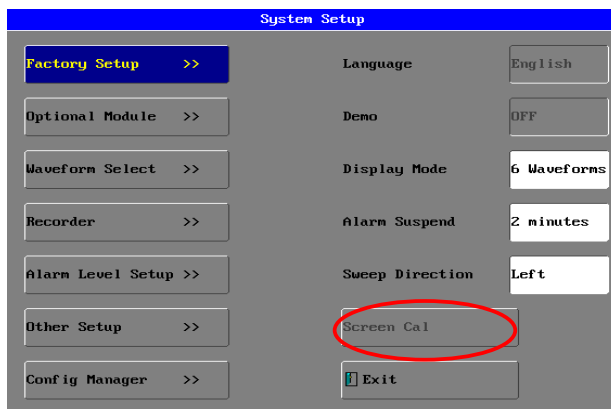 System Setup
Factory Setup >> Language English
Optional Module >> Demo OFF
Waveform Select >> Display Mode 6 Waveforms
Recorder >> Alarm Suspend 2 minutes
Alarm Level Setup >> Sweep Direction Left
Other Setup >> Screen Cal
Config Manager >> Exit